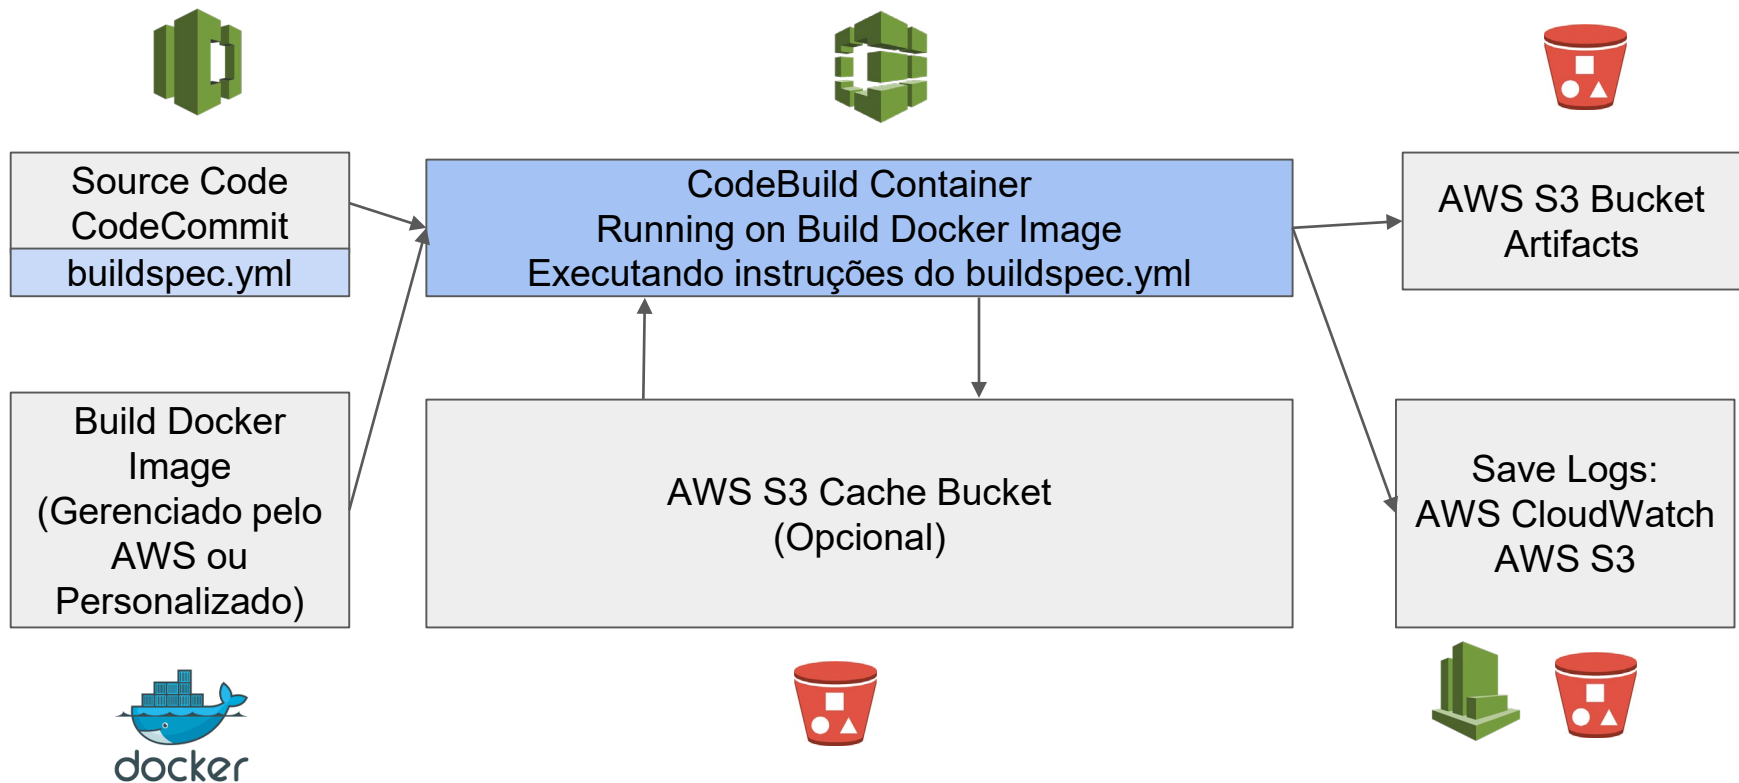 Source Code
CodeCommit
buildspec.yml
CodeBuild Container
Running on Build Docker Image
Executando instruções do buildspec.yml
AWS S3 Bucket
Artifacts
Build Docker
Image
(Gerenciado pelo
AWS ou
Personalizado)
AWS S3 Cache Bucket
(Opcional)
Save Logs:
AWS CloudWatch
AWS S3
docker